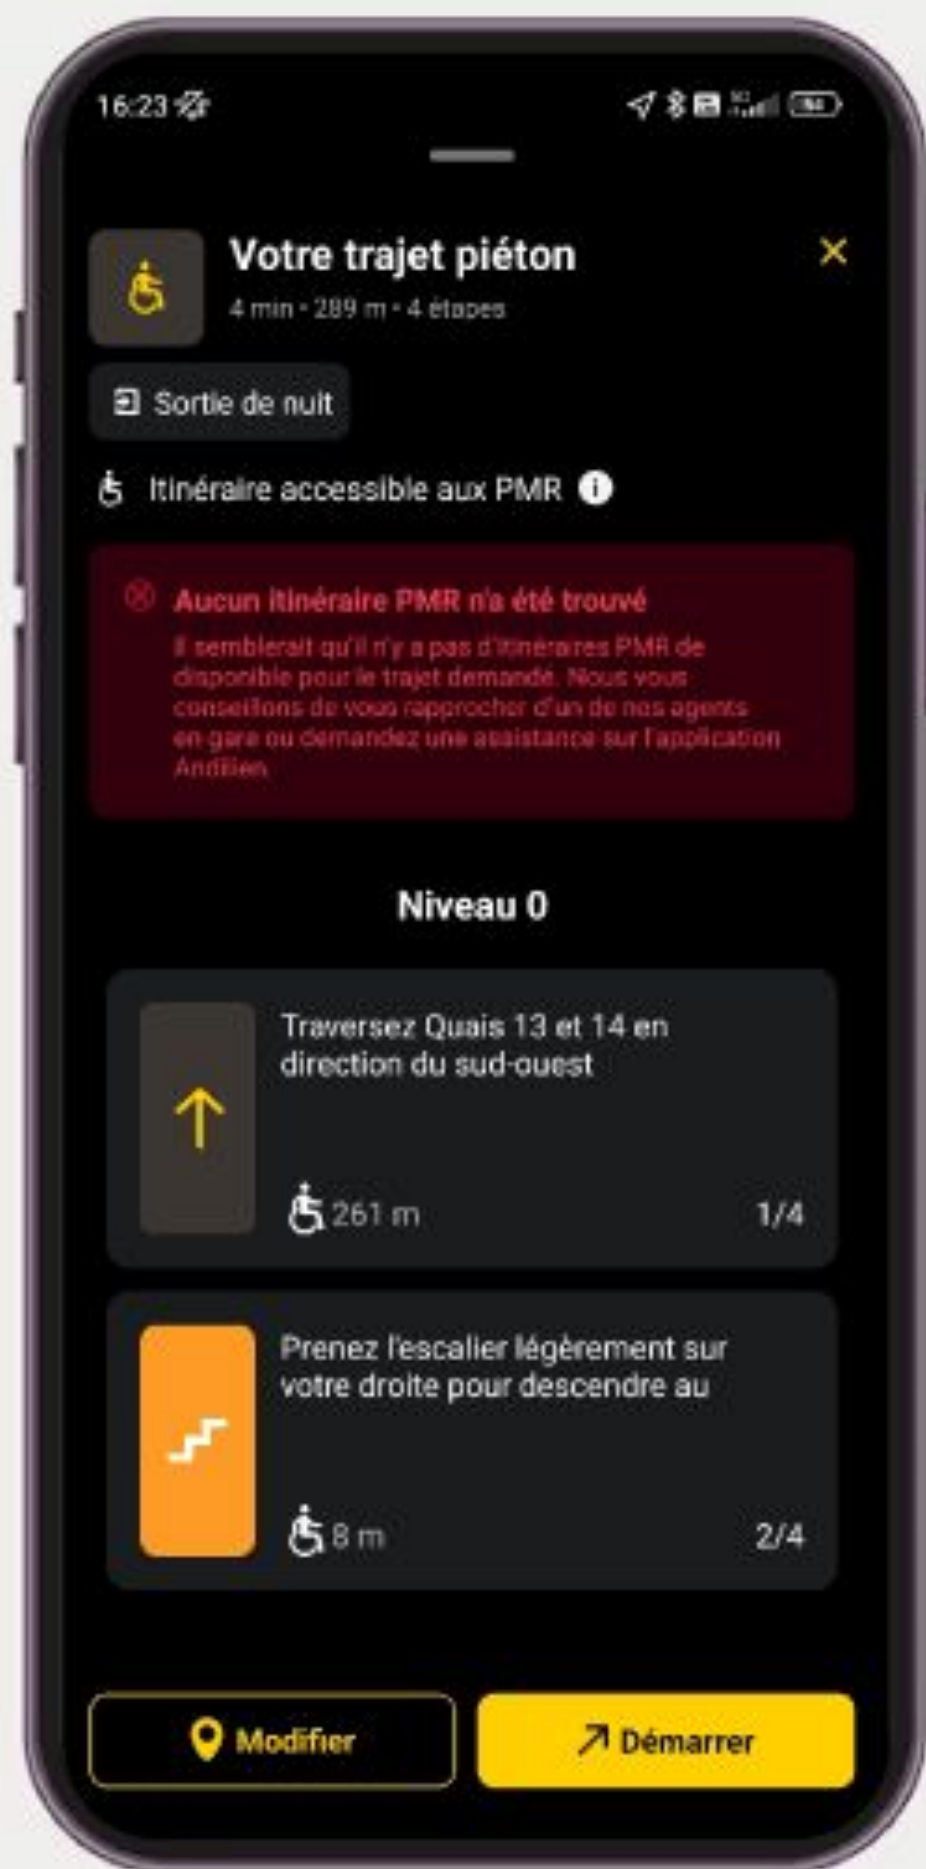 16:23
Votre trajet piéton
4 min • 289 m • 4 étapes
Sortie de nuit
Itinéraire accessible aux PMR
Aucun itinéraire PMR n'a été trouvé
Il semblerait qu'il n'y a pas d'itinéraires PMR de
disponible pour le trajet demandé. Nous vous
conseillons de vous rapprocher d'un de nos agents
en gare ou demandez une assistance sur l'application
Andilien.
Niveau 0
Traversez Quais 13 et 14 en
direction du sud-ouest
261 m
1/4
Prenez l'escalier légèrement sur
votre droite pour descendre au
8 m
2/4
Modifier
Démarrer